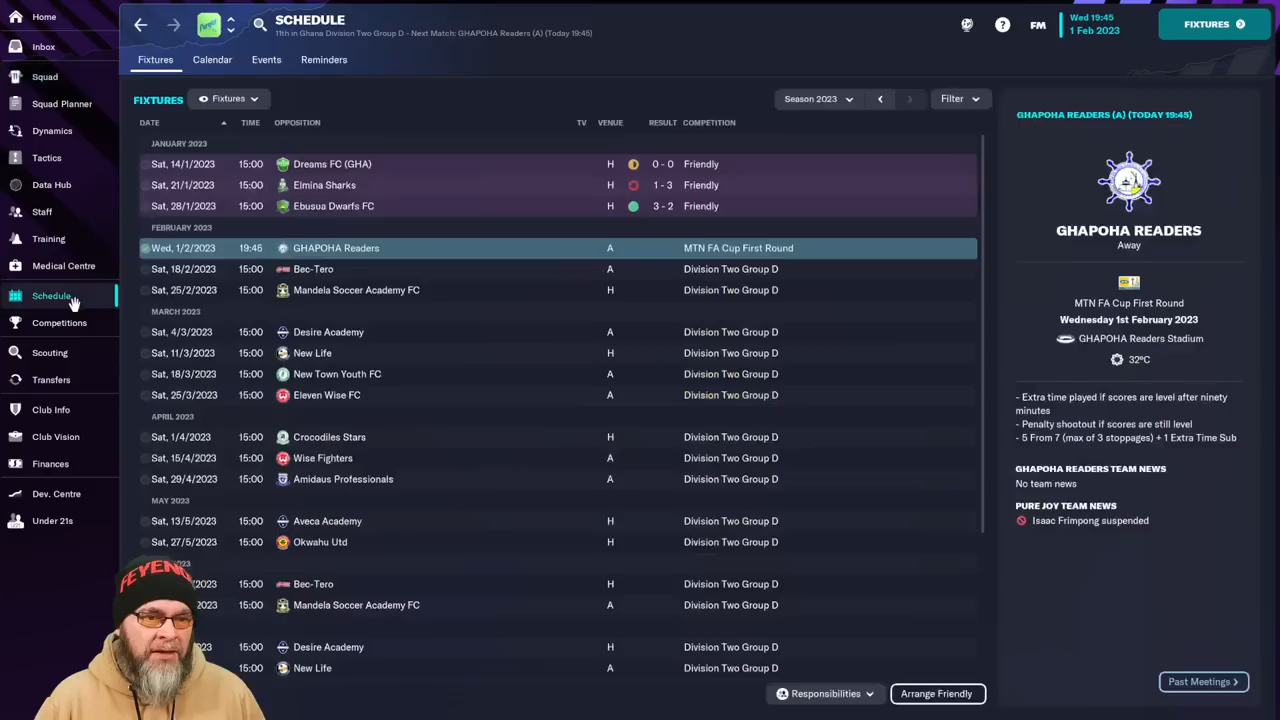 Home
Inbox
Squad
Squad Planner
Dynamics
Tactics
Data Hub
Staff
Training
Medical Centre
Schedule
Competitions
Scouting
Transfers
Club Info
Club Vision
Finances
Dev. Centre
Under 21s
SCHEDULE
11th in Ghana Division Two Group D - Next Match: GHAPOHA Readers (A) (Today 19:45)
FM
Wed 19:45
1 Feb 2023
FIXTURES
Fixtures Calendar Events Reminders
FIXTURES Fixtures Season 2023 Filter
DATE TIME OPPOSITION TV VENUE RESULT COMPETITION
JANUARY 2023
Sat, 14/1/2023 15:00 Dreams FC (GHA) H 0 - 0 Friendly
Sat, 21/1/2023 15:00 Elmina Sharks H 1 - 3 Friendly
Sat, 28/1/2023 15:00 Ebusua Dwarfs FC H 3 - 2 Friendly
FEBRUARY 2023
Wed, 1/2/2023 19:45 GHAPOHA Readers A MTN FA Cup First Round
Sat, 18/2/2023 15:00 Bec-Tero A Division Two Group D
Sat, 25/2/2023 15:00 Mandela Soccer Academy FC H Division Two Group D
MARCH 2023
Sat, 4/3/2023 15:00 Desire Academy A Division Two Group D
Sat, 11/3/2023 15:00 New Life H Division Two Group D
Sat, 18/3/2023 15:00 New Town Youth FC A Division Two Group D
Sat, 25/3/2023 15:00 Eleven Wise FC A Division Two Group D
APRIL 2023
Sat, 1/4/2023 15:00 Crocodiles Stars H Division Two Group D
Sat, 15/4/2023 15:00 Wise Fighters A Division Two Group D
Sat, 29/4/2023 15:00 Amidaus Professionals A Division Two Group D
MAY 2023
Sat, 13/5/2023 15:00 Aveca Academy H Division Two Group D
Sat, 27/5/2023 15:00 Okwahu Utd H Division Two Group D
15:00 Bec-Tero H Division Two Group D
15:00 Mandela Soccer Academy FC A Division Two Group D
15:00 Desire Academy H Division Two Group D
15:00 New Life A Division Two Group D
Responsibilities Arrange Friendly
GHAPOHA READERS (A) (TODAY 19:45)
GHAPOHA READERS
Away
MTN FA Cup First Round
Wednesday 1st February 2023
GHAPOHA Readers Stadium
32ºC
- Extra time played if scores are level after ninety
minutes
- Penalty shootout if scores are still level
- 5 From 7 (max of 3 stoppages) + 1 Extra Time Sub
GHAPOHA READERS TEAM NEWS
No team news
PURE JOY TEAM NEWS
Isaac Frimpong suspended
Past Meetings